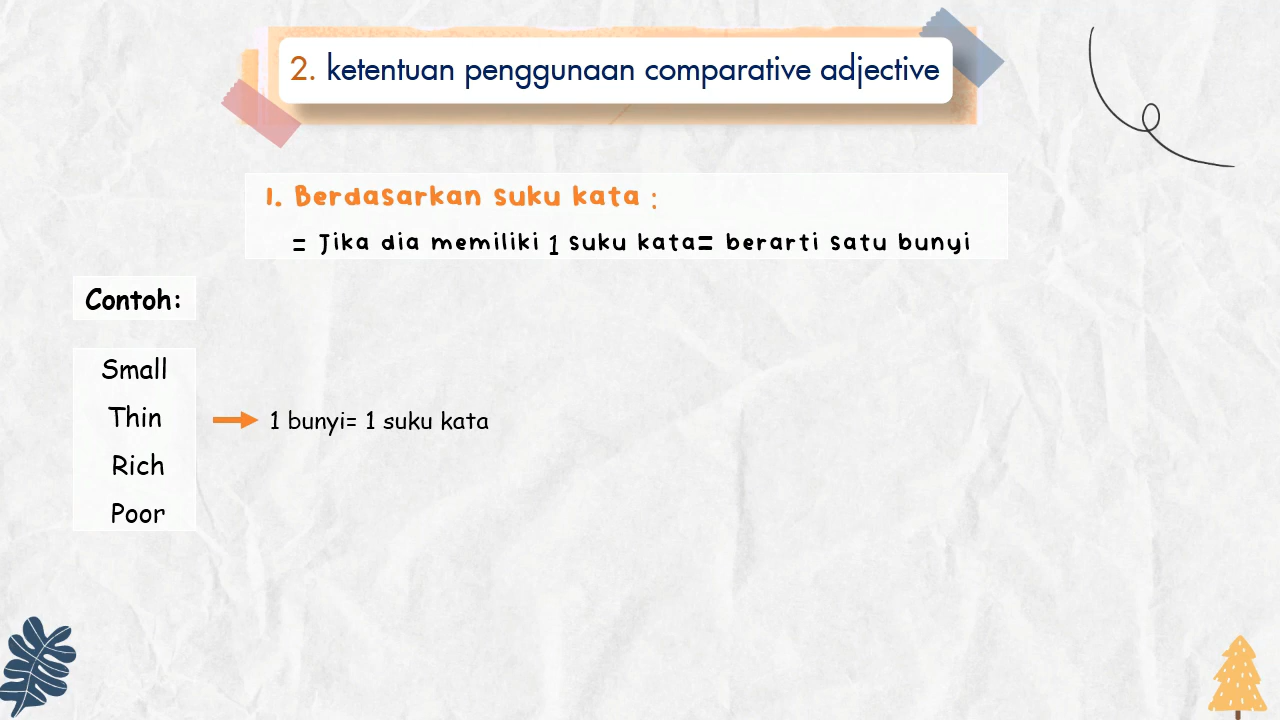 2. ketentuan penggunaan comparative adjective
1. Berdasarkan suku kata :
= Jika dia memiliki 1 suku kata= berarti satu bunyi
Contoh:
Small
Thin
1 bunyi= 1 suku kata
Rich
Poor